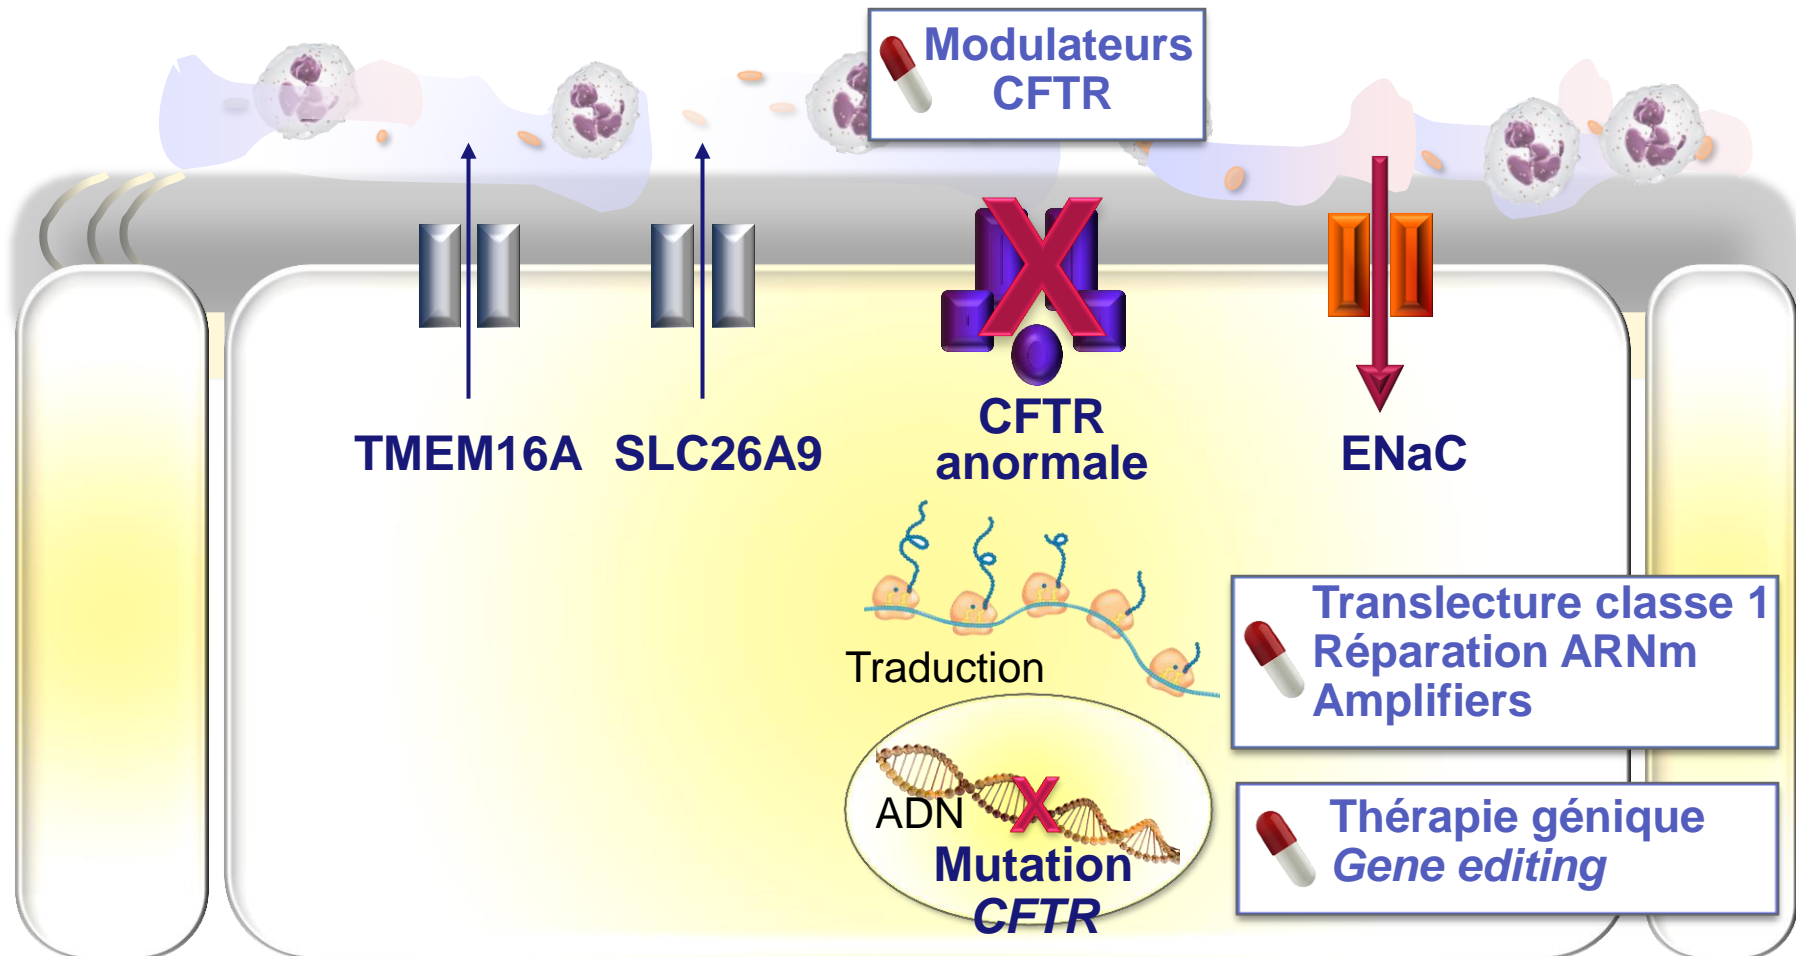 Modulateurs
CFTR
TMEM16A
SLC26A9
CFTR
anormale
ENaC
Traduction
Translecture classe 1
Réparation ARNm
Amplifiers
ADN
Mutation
CFTR
Thérapie génique
Gene editing